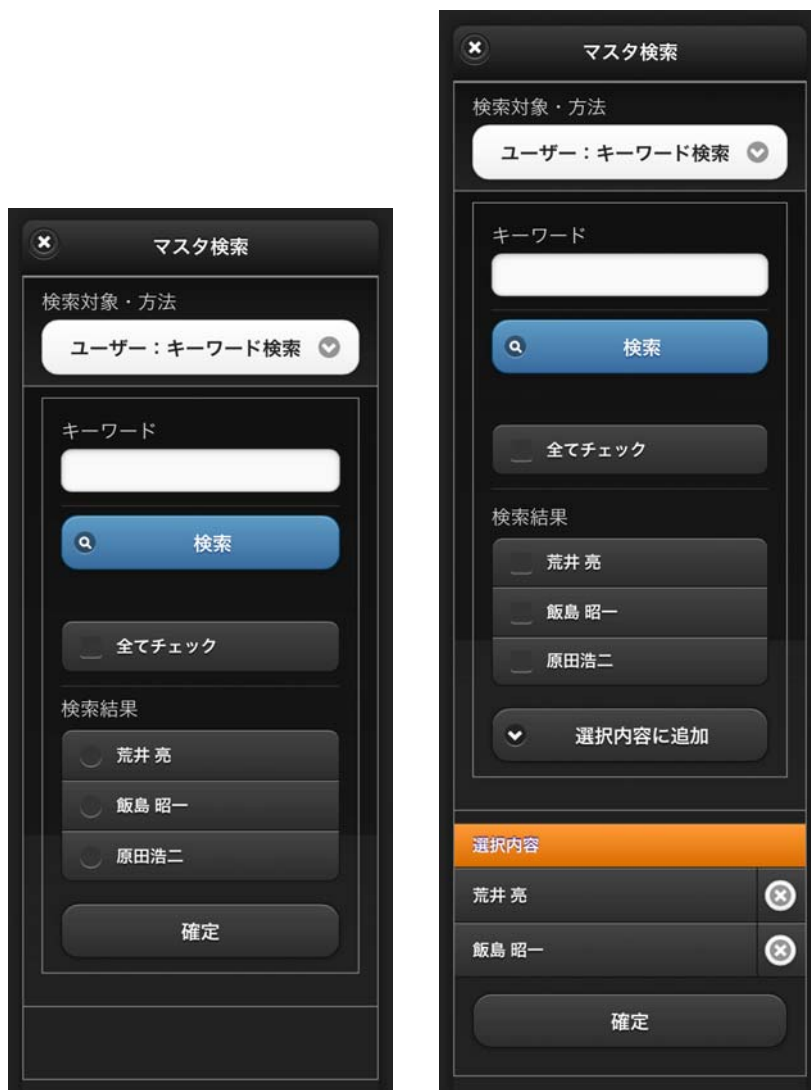 マスタ検索
検索対象・方法
ユーザー：キーワード検索
キーワード
検索
全てチェック
検索結果
荒井 亮
飯島 昭一
原田浩二
確定
マスタ検索
検索対象・方法
ユーザー：キーワード検索
キーワード
検索
全てチェック
検索結果
荒井 亮
飯島 昭一
原田浩二
選択内容に追加
選択内容
荒井 亮
飯島 昭一
確定